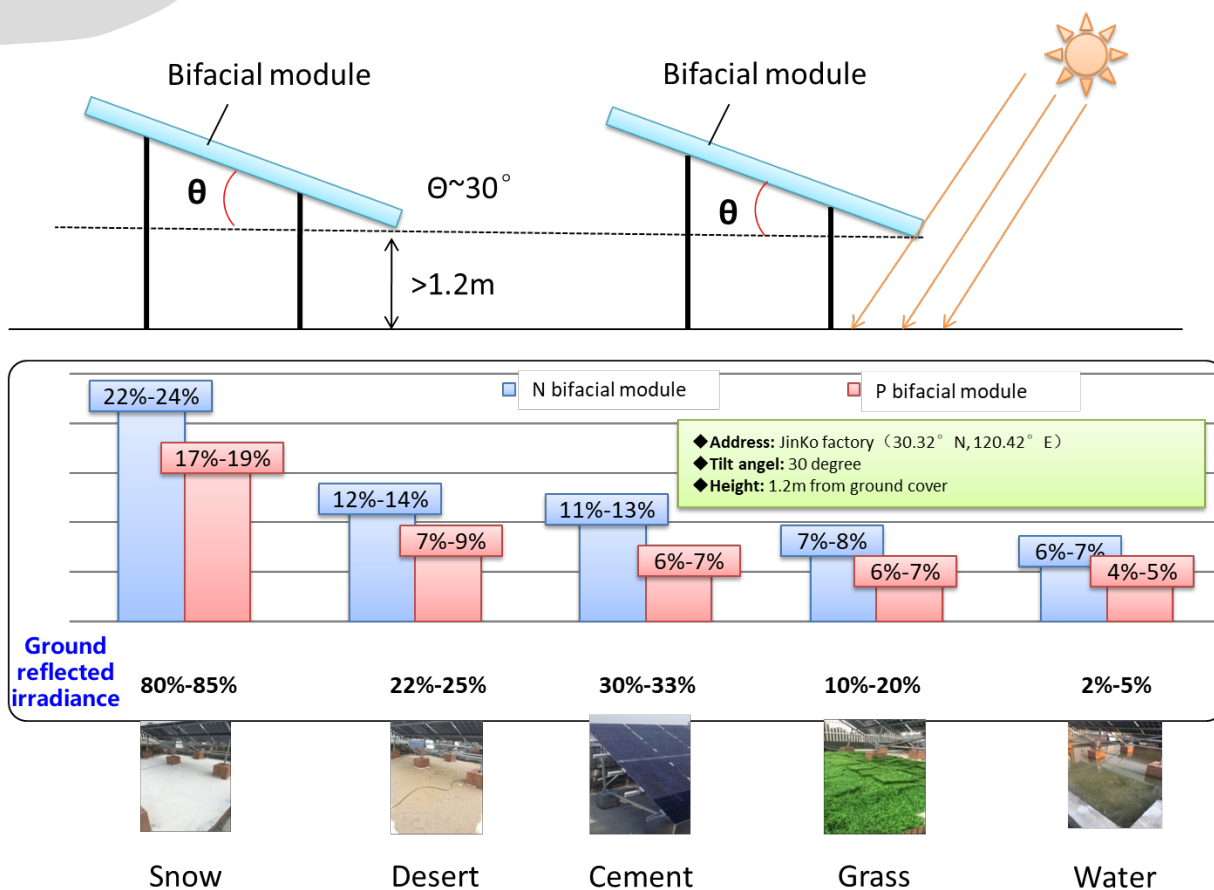 Bifacial module
Bifacial module
θ
Θ~30°
θ
>1.2m
N bifacial module
P bifacial module
22%-24%
17%-19%
12%-14%
7%-9%
11%-13%
6%-7%
7%-8%
6%-7%
6%-7%
4%-5%
◆Address: JinKo factory（30.32° N, 120.42° E）
◆Tilt angel: 30 degree
◆Height: 1.2m from ground cover
Ground
reflected
irradiance
80%-85%
22%-25%
30%-33%
10%-20%
2%-5%
Snow
Desert
Cement
Grass
Water